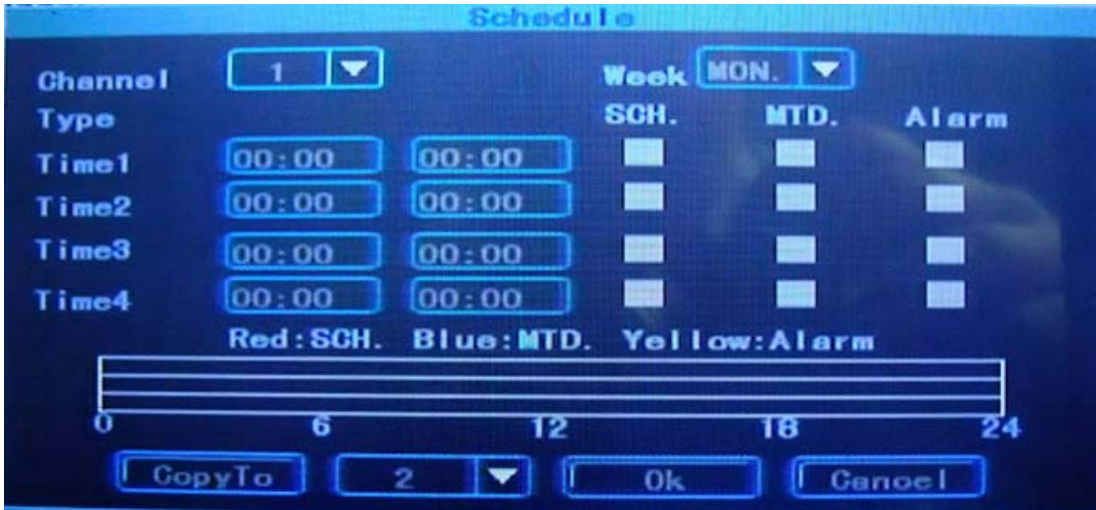 Schedule
Channel 1 Week MON.
Type SCH. MTD. Alarm
Time1 00:00 00:00
Time2 00:00 00:00
Time3 00:00 00:00
Time4 00:00 00:00
Red:SCH. Blue:MTD. Yellow:Alarm
0 6 12 18 24
CopyTo 2 Ok Cancel